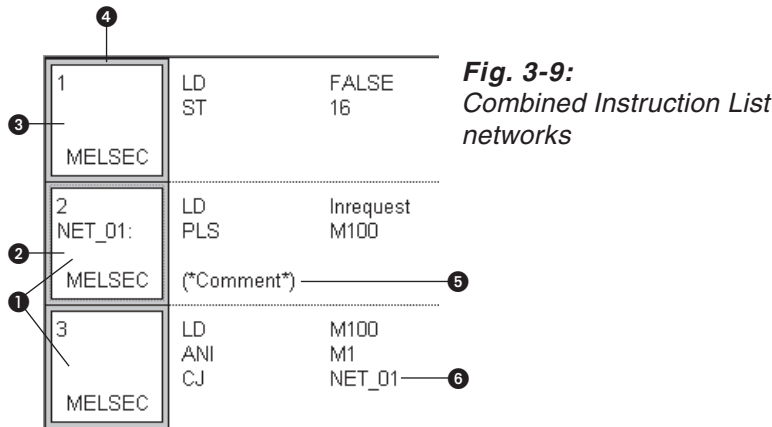 4
Fig. 3-9:
Combined Instruction List
networks
1
LD FALSE
ST 16
3
MELSEC
2
LD Inrequest
NET_01:
PLS M100
2
MELSEC
(*Comment*)
5
1
3
LD M100
ANI M1
CJ NET_01
6
MELSEC